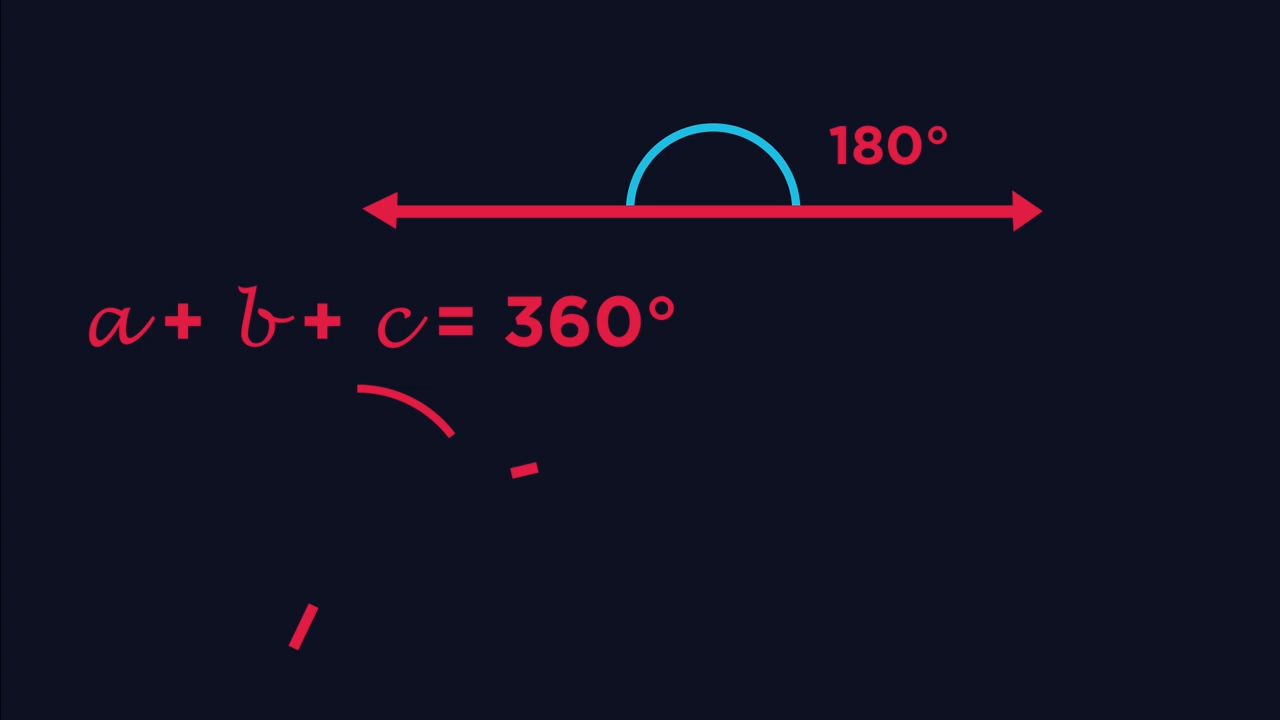 180°
a + b + c = 360°